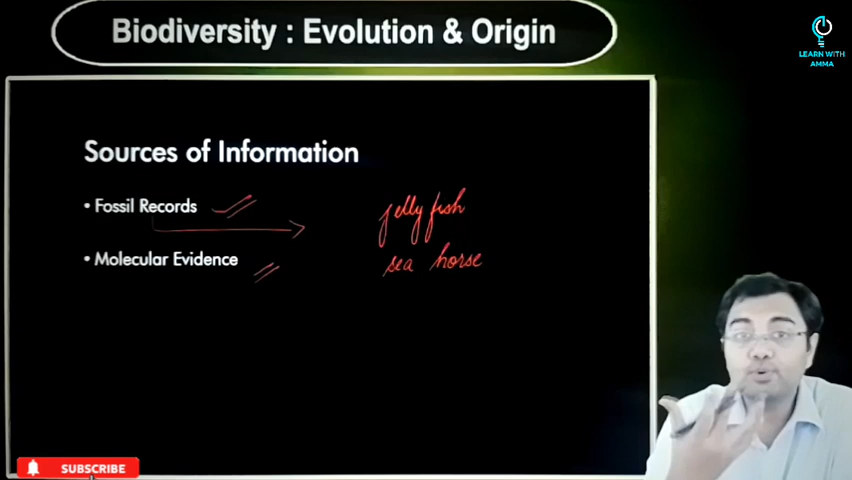 Biodiversity : Evolution & Origin
LEARN WITH
AMMA
Sources of Information
• Fossil Records
jelly fish
• Molecular Evidence
sea horse
SUBSCRIBE